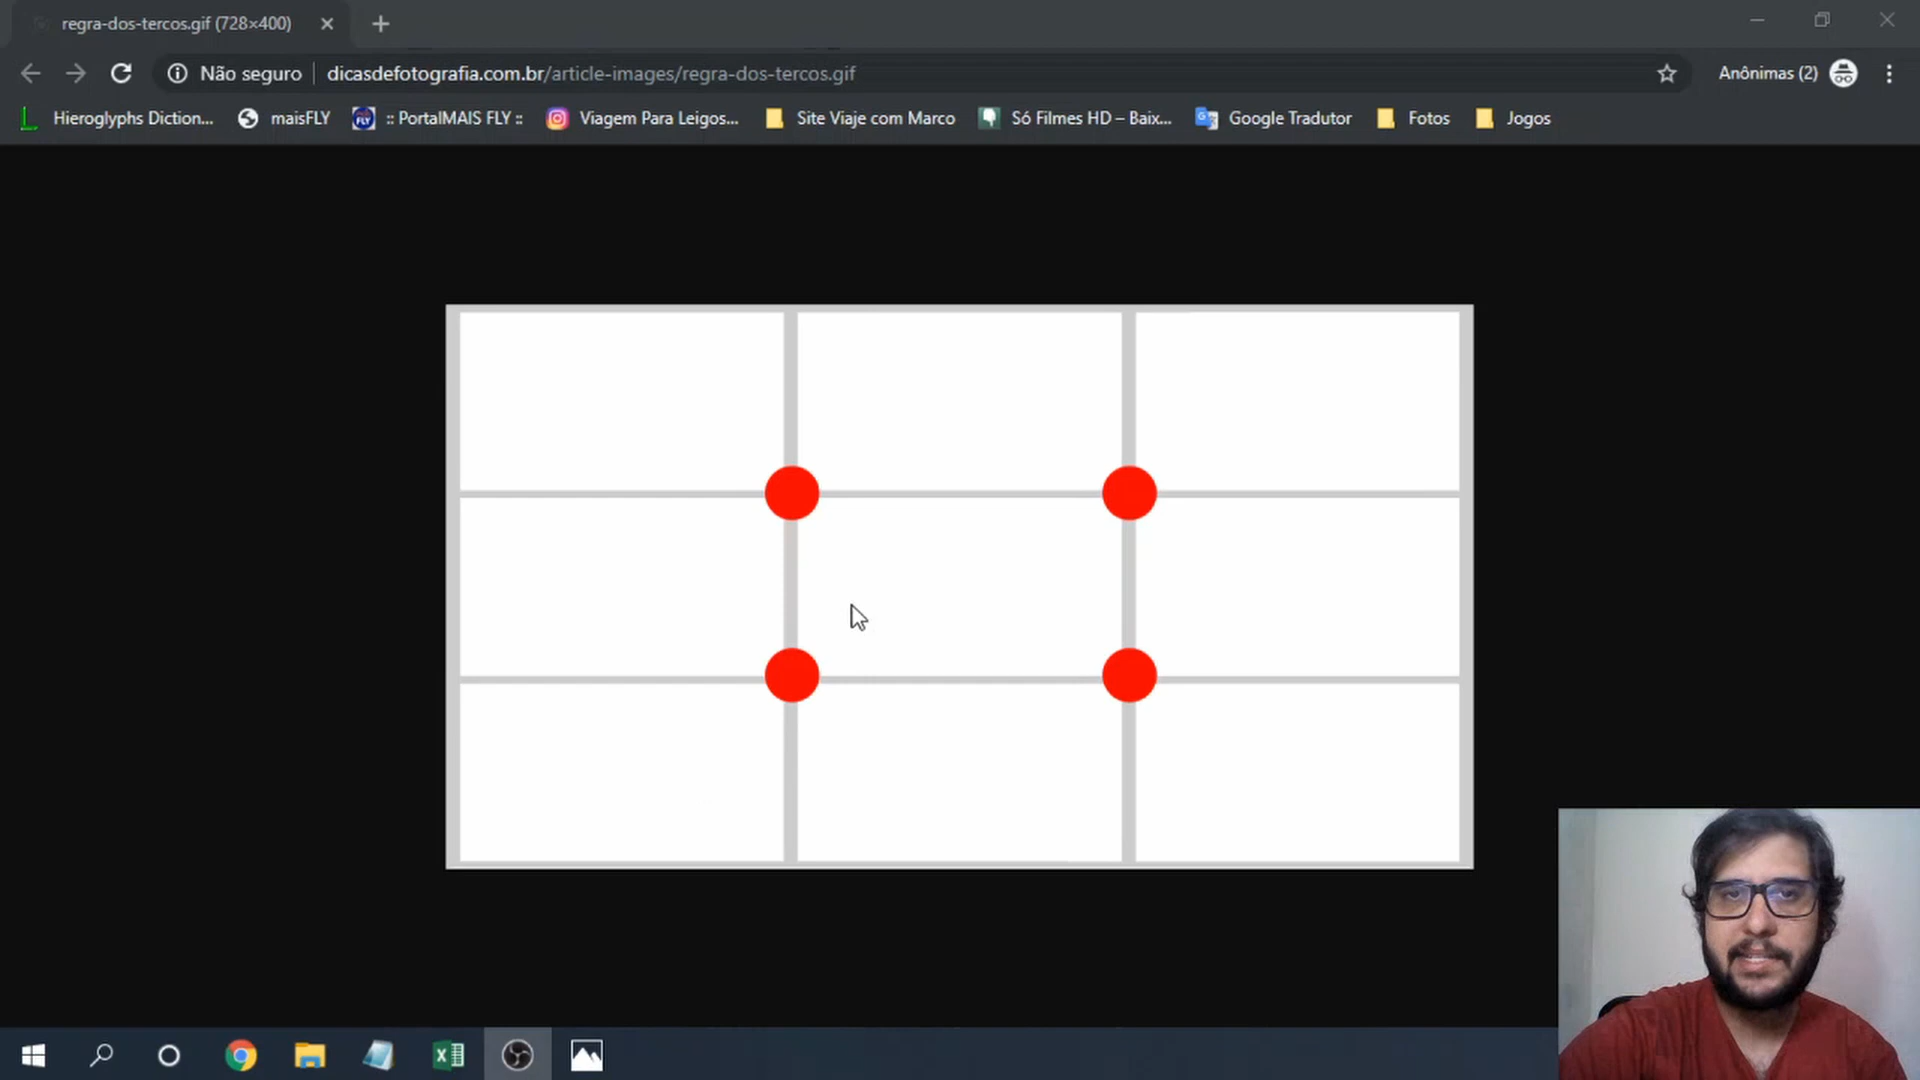 regra-dos-tercos.gif (728×400)
Não seguro dicasdefotografia.com.br/article-images/regra-dos-tercos.gif Anônimas (2)
Hieroglyphs Diction... maisFLY FLY :: PortalMAIS FLY :: Viagem Para Leigos... Site Viaje com Marco Só Filmes HD – Baix... Google Tradutor Fotos Jogos